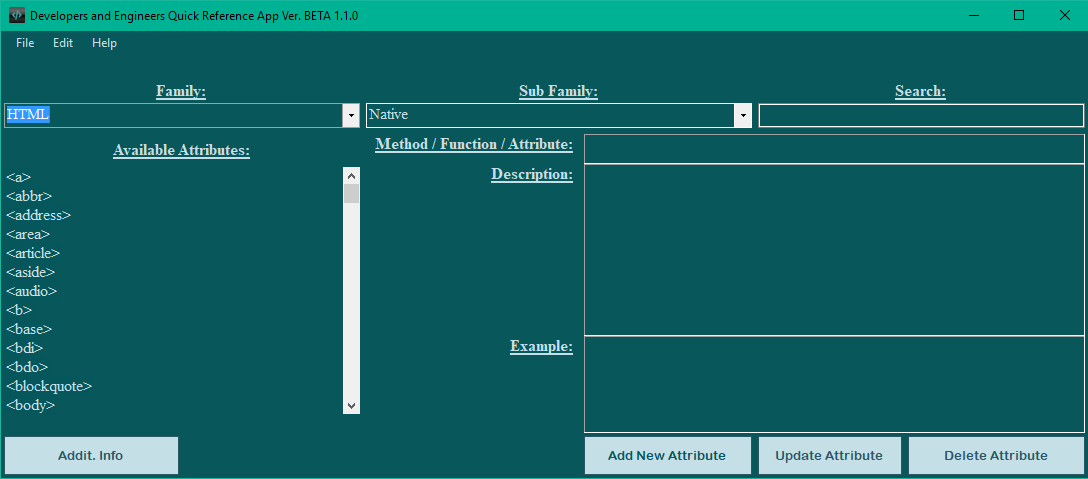 Developers and Engineers Quick Reference App Ver. BETA 1.1.0
File Edit Help
Family: Sub Family: Search:
HTML Native
Available Attributes:
Method / Function / Attribute:
Description:
<a>
<abbr>
<address>
<area>
<article>
<aside>
<audio>
<b>
<base>
<bdi>
<bdo>
<blockquote>
<body>
Example:
Addit. Info Add New Attribute Update Attribute Delete Attribute